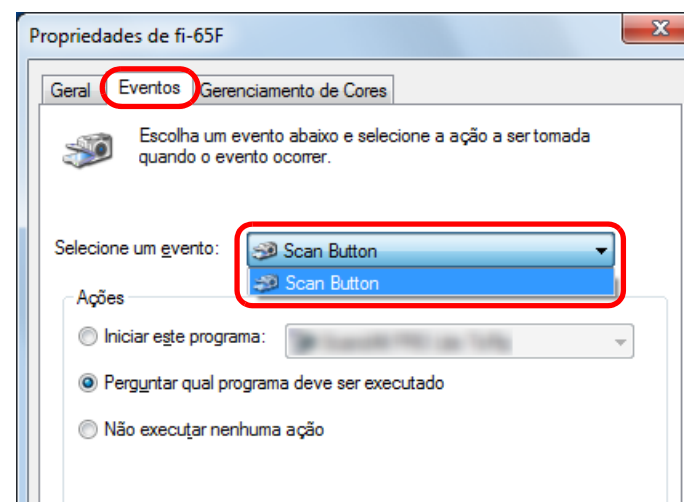 Propriedades de fi-65F
Geral Eventos Gerenciamento de Cores
Escolha um evento abaixo e selecione a ação a ser tomada
quando o evento ocorrer.
Selecione um evento: Scan Button
Scan Button
Ações
Iniciar este programa:
Perguntar qual programa deve ser executado
Não executar nenhuma ação